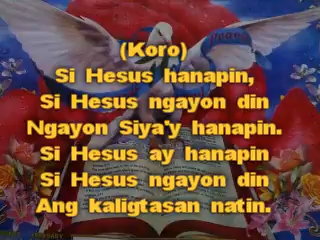 (Koro)
Si Hesus hanapin,
Si Hesus ngayon din
Ngayon Siya'y hanapin.
Si Hesus ay hanapin
Si Hesus ngayon din
Ang kaligtasan natin.